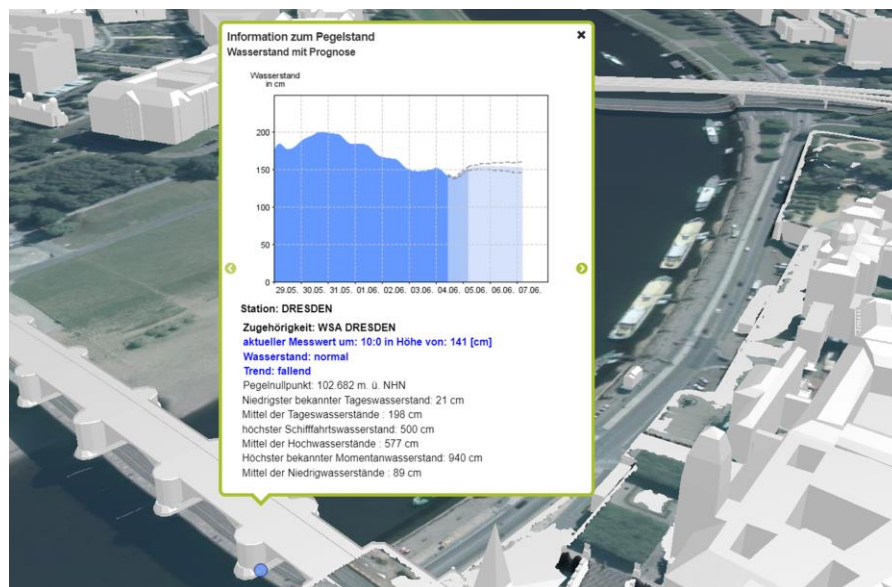 Information zum Pegelstand
Wasserstand mit Prognose
Wasserstand
in cm
200
150
100
50
0
29.05. 30.05. 31.05. 01.06. 02.06. 03.06. 04.06. 05.06. 06.06. 07.06.
Station: DRESDEN
Zugehörigkeit: WSA DRESDEN
aktueller Messwert um: 10:0 in Höhe von: 141 [cm]
Wasserstand: normal
Trend: fallend
Pegelnullpunkt: 102.682 m. ü. NHN
Niedrigster bekannter Tageswasserstand: 21 cm
Mittel der Tageswasserstände : 198 cm
höchster Schifffahrtswasserstand: 500 cm
Mittel der Hochwasserstände : 577 cm
Höchster bekannter Momentanwasserstand: 940 cm
Mittel der Niedrigwasserstände : 89 cm